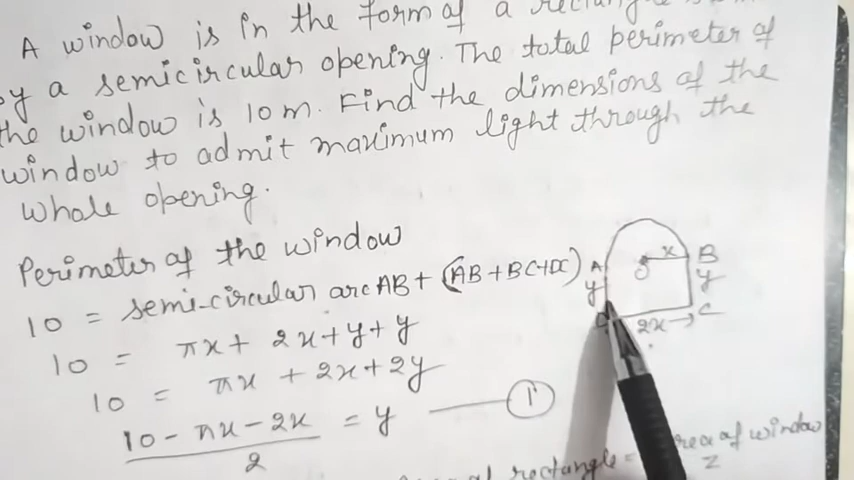 A window is in the form of a rectangle
by a semicircular opening. The total perimeter of
the window is 10 m. Find the dimensions of the
window to admit maximum light through the
whole opening.
Perimeter of the window
10 = semi-circular arc AB + (AB + BC + DC)
10 = πx + 2x + y + y
10 = πx + 2x + 2y
10 - πx - 2x / 2 = y — 1
x
A
B
O
y
y
C
2x →
of rectangle = area of window
z